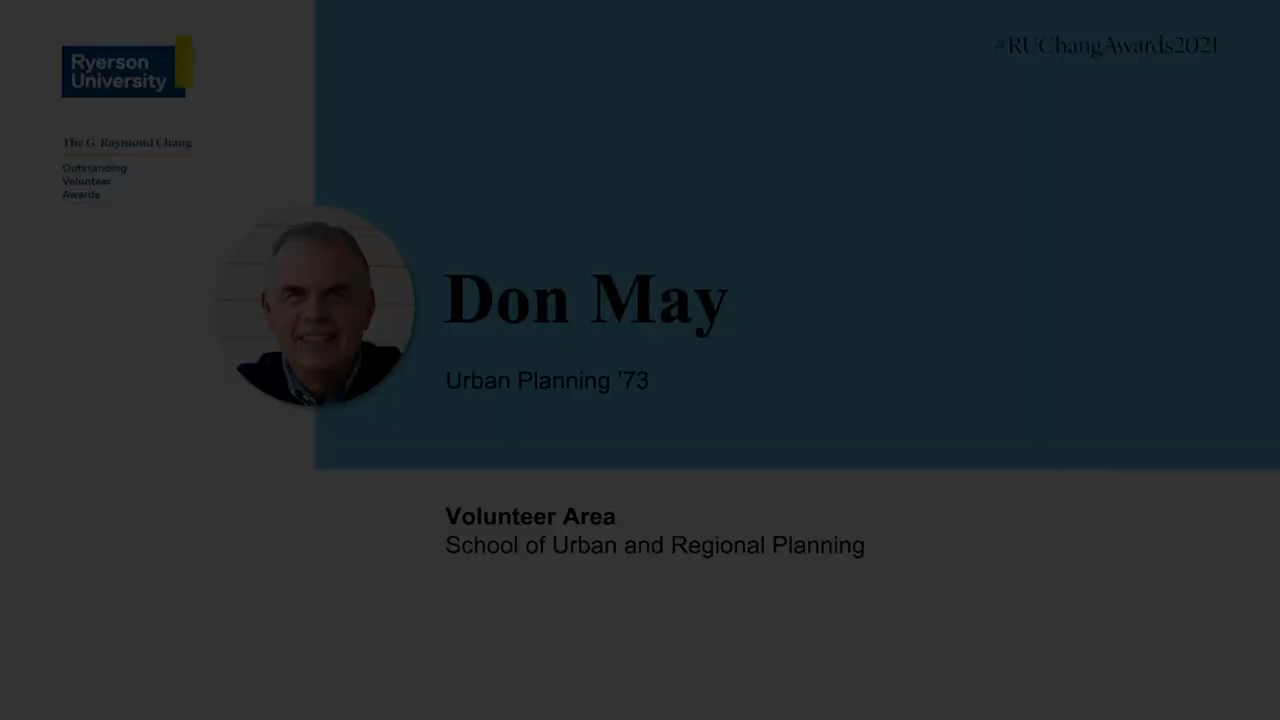 Ryerson
University
#RUChangAwards2021
The G. Raymond Chang
Outstanding
Volunteer
Awards
Don May
Urban Planning '73
Volunteer Area
School of Urban and Regional Planning